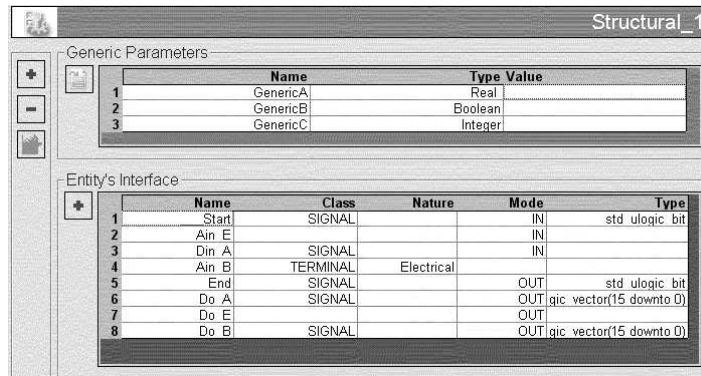 Structural_1
Generic Parameters
Name Type Value
1 GenericA Real
2 GenericB Boolean
3 GenericC Integer
Entity's Interface
Name Class Nature Mode Type
1 Start SIGNAL IN std ulogic bit
2 Ain E IN
3 Din A SIGNAL IN
4 Ain B TERMINAL Electrical
5 End SIGNAL OUT std ulogic bit
6 Do A SIGNAL OUT gic vector(15 downto 0)
7 Do E OUT
8 Do B SIGNAL OUT gic vector(15 downto 0)